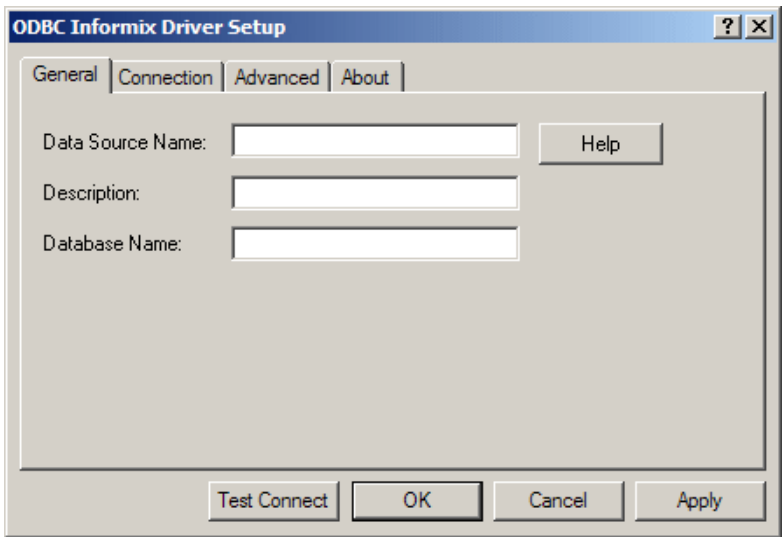 ODBC Informix Driver Setup
General Connection Advanced About
Data Source Name: Help
Description:
Database Name:
Test Connect OK Cancel Apply